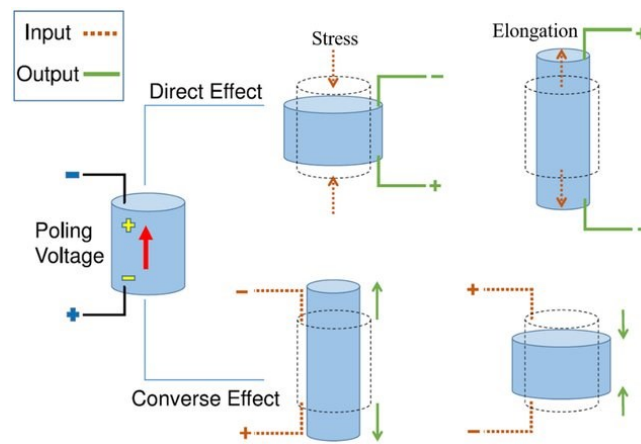 Input
Output
Stress
Elongation
Direct Effect
Poling
Voltage
Converse Effect